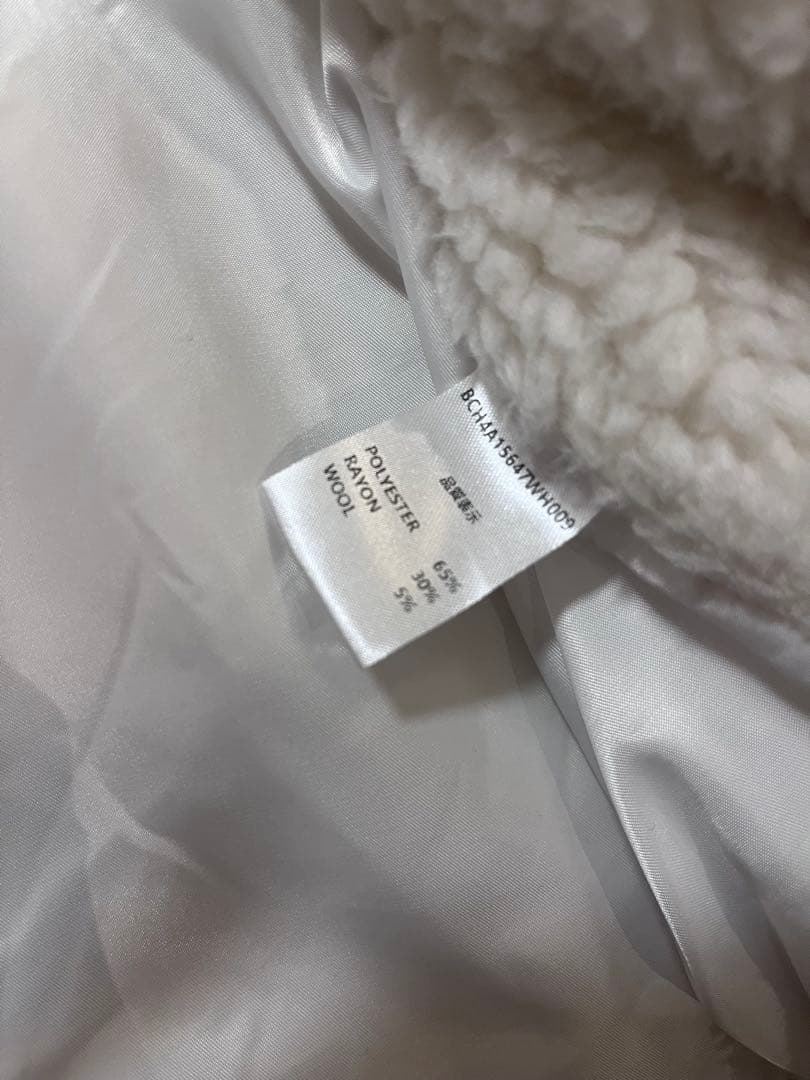 BCH4A15647WH009
品質表示
POLYESTER 65%
RAYON 30%
WOOL 5%